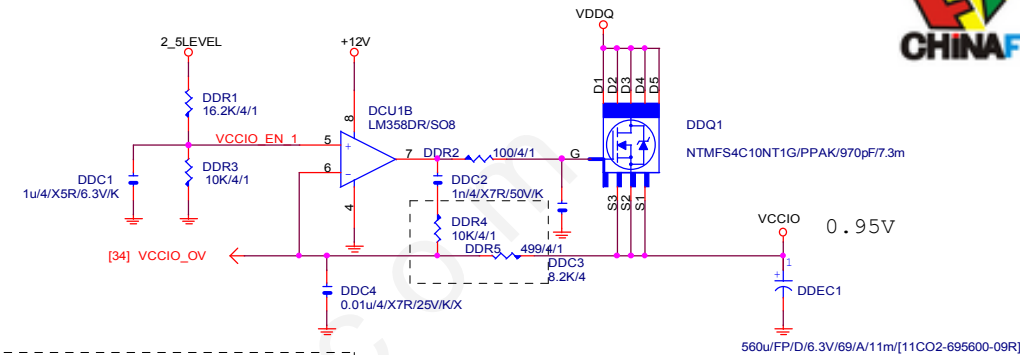 VDDQ
CHINAF
2_5LEVEL
+12V
D1
D2
D3
D4
D5
DDR1
16.2K/4/1
DCU1B
LM358DR/SO8
8
DDQ1
NTMFS4C10NT1G/PPAK/970pF/7.3m
VCCIO_EN_1
5
+
7
DDR2
100/4/1
G
6
-
DDC1
1u/4/X5R/6.3V/K
DDR3
10K/4/1
4
DDC2
1n/4/X7R/50V/K
S3
S2
S1
DDR4
10K/4/1
VCCIO
0.95V
[34] VCCIO_OV
DDR5
499/4/1
DDC3
8.2K/4
1
+
DDC4
0.01u/4/X7R/25V/K/X
DDEC1
560u/FP/D/6.3V/69/A/11m/[11CO2-695600-09R]
com